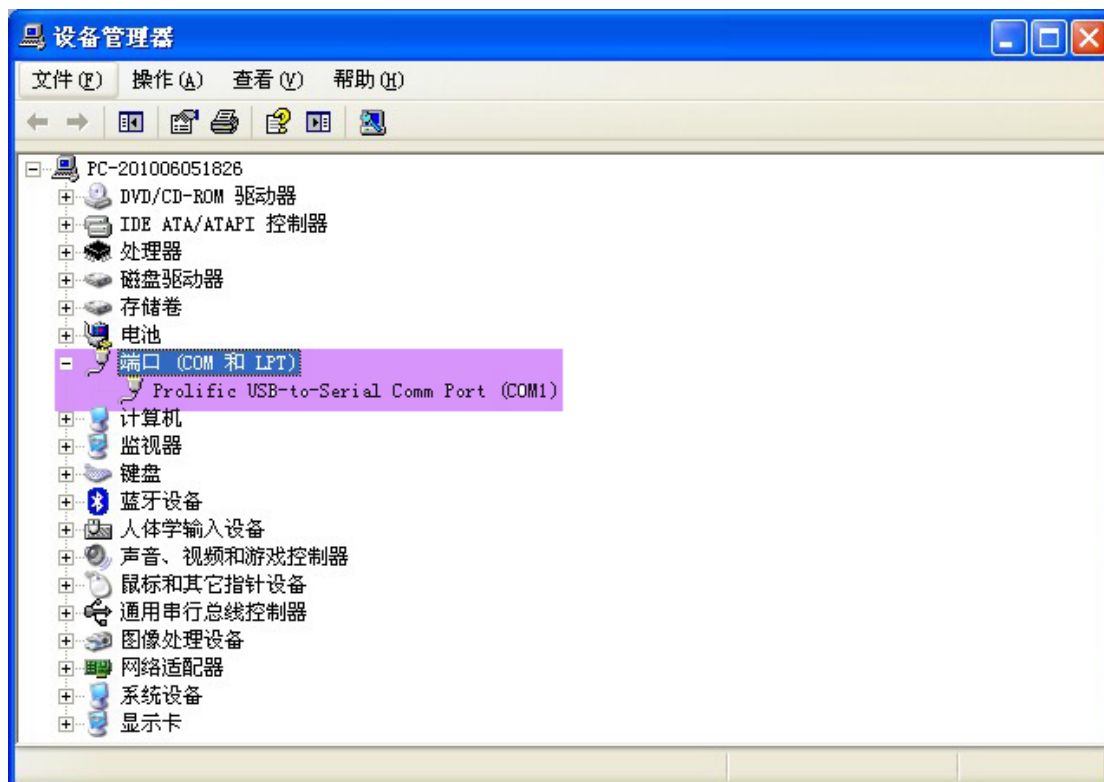 设备管理器
文件(F) 操作(A) 查看(V) 帮助(H)
PC-201006051826
DVD/CD-ROM 驱动器
IDE ATA/ATAPI 控制器
处理器
磁盘驱动器
存储卷
电池
端口 (COM 和 LPT)
Prolific USB-to-Serial Comm Port (COM1)
计算机
监视器
键盘
蓝牙设备
人体学输入设备
声音、视频和游戏控制器
鼠标和其它指针设备
通用串行总线控制器
图像处理设备
网络适配器
系统设备
显示卡